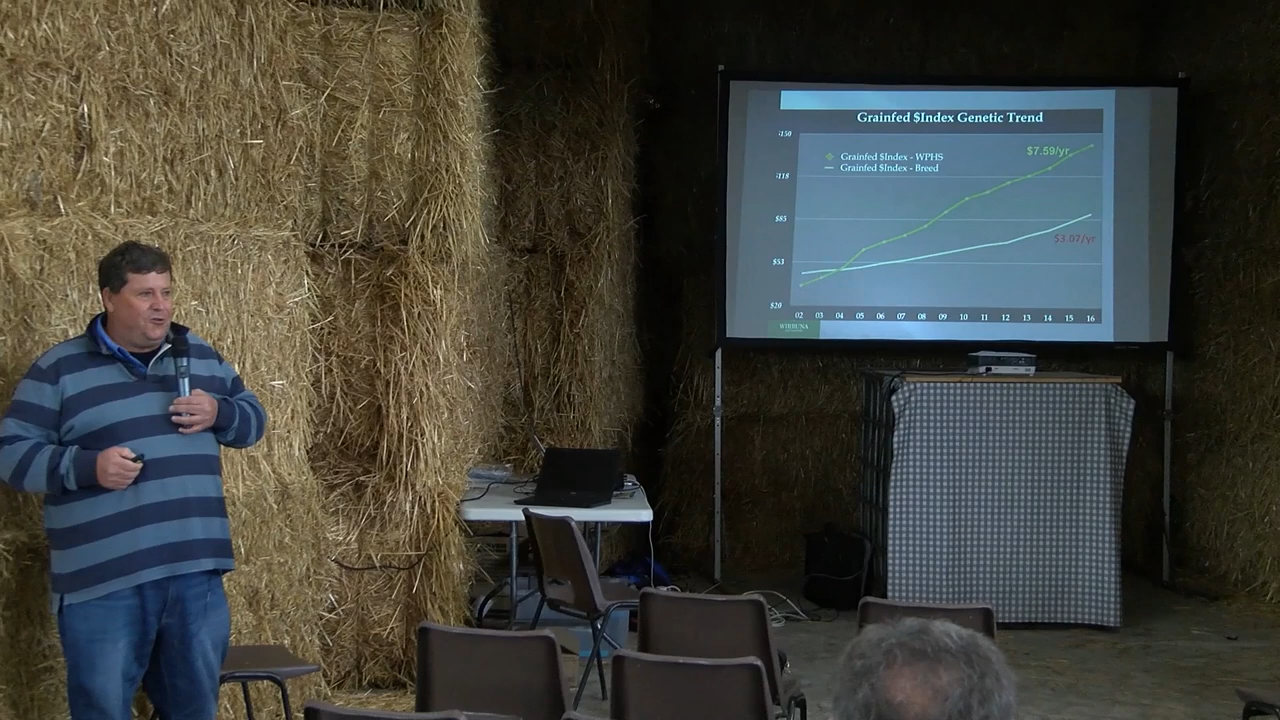 Grainfed $Index Genetic Trend
$150
$7.59/yr
Grainfed $Index - WPHS
Grainfed $Index - Breed
$118
$85
$3.07/yr
$53
$20
02 03 04 05 06 07 08 09 10 11 12 13 14 15 16
WIRRUNA